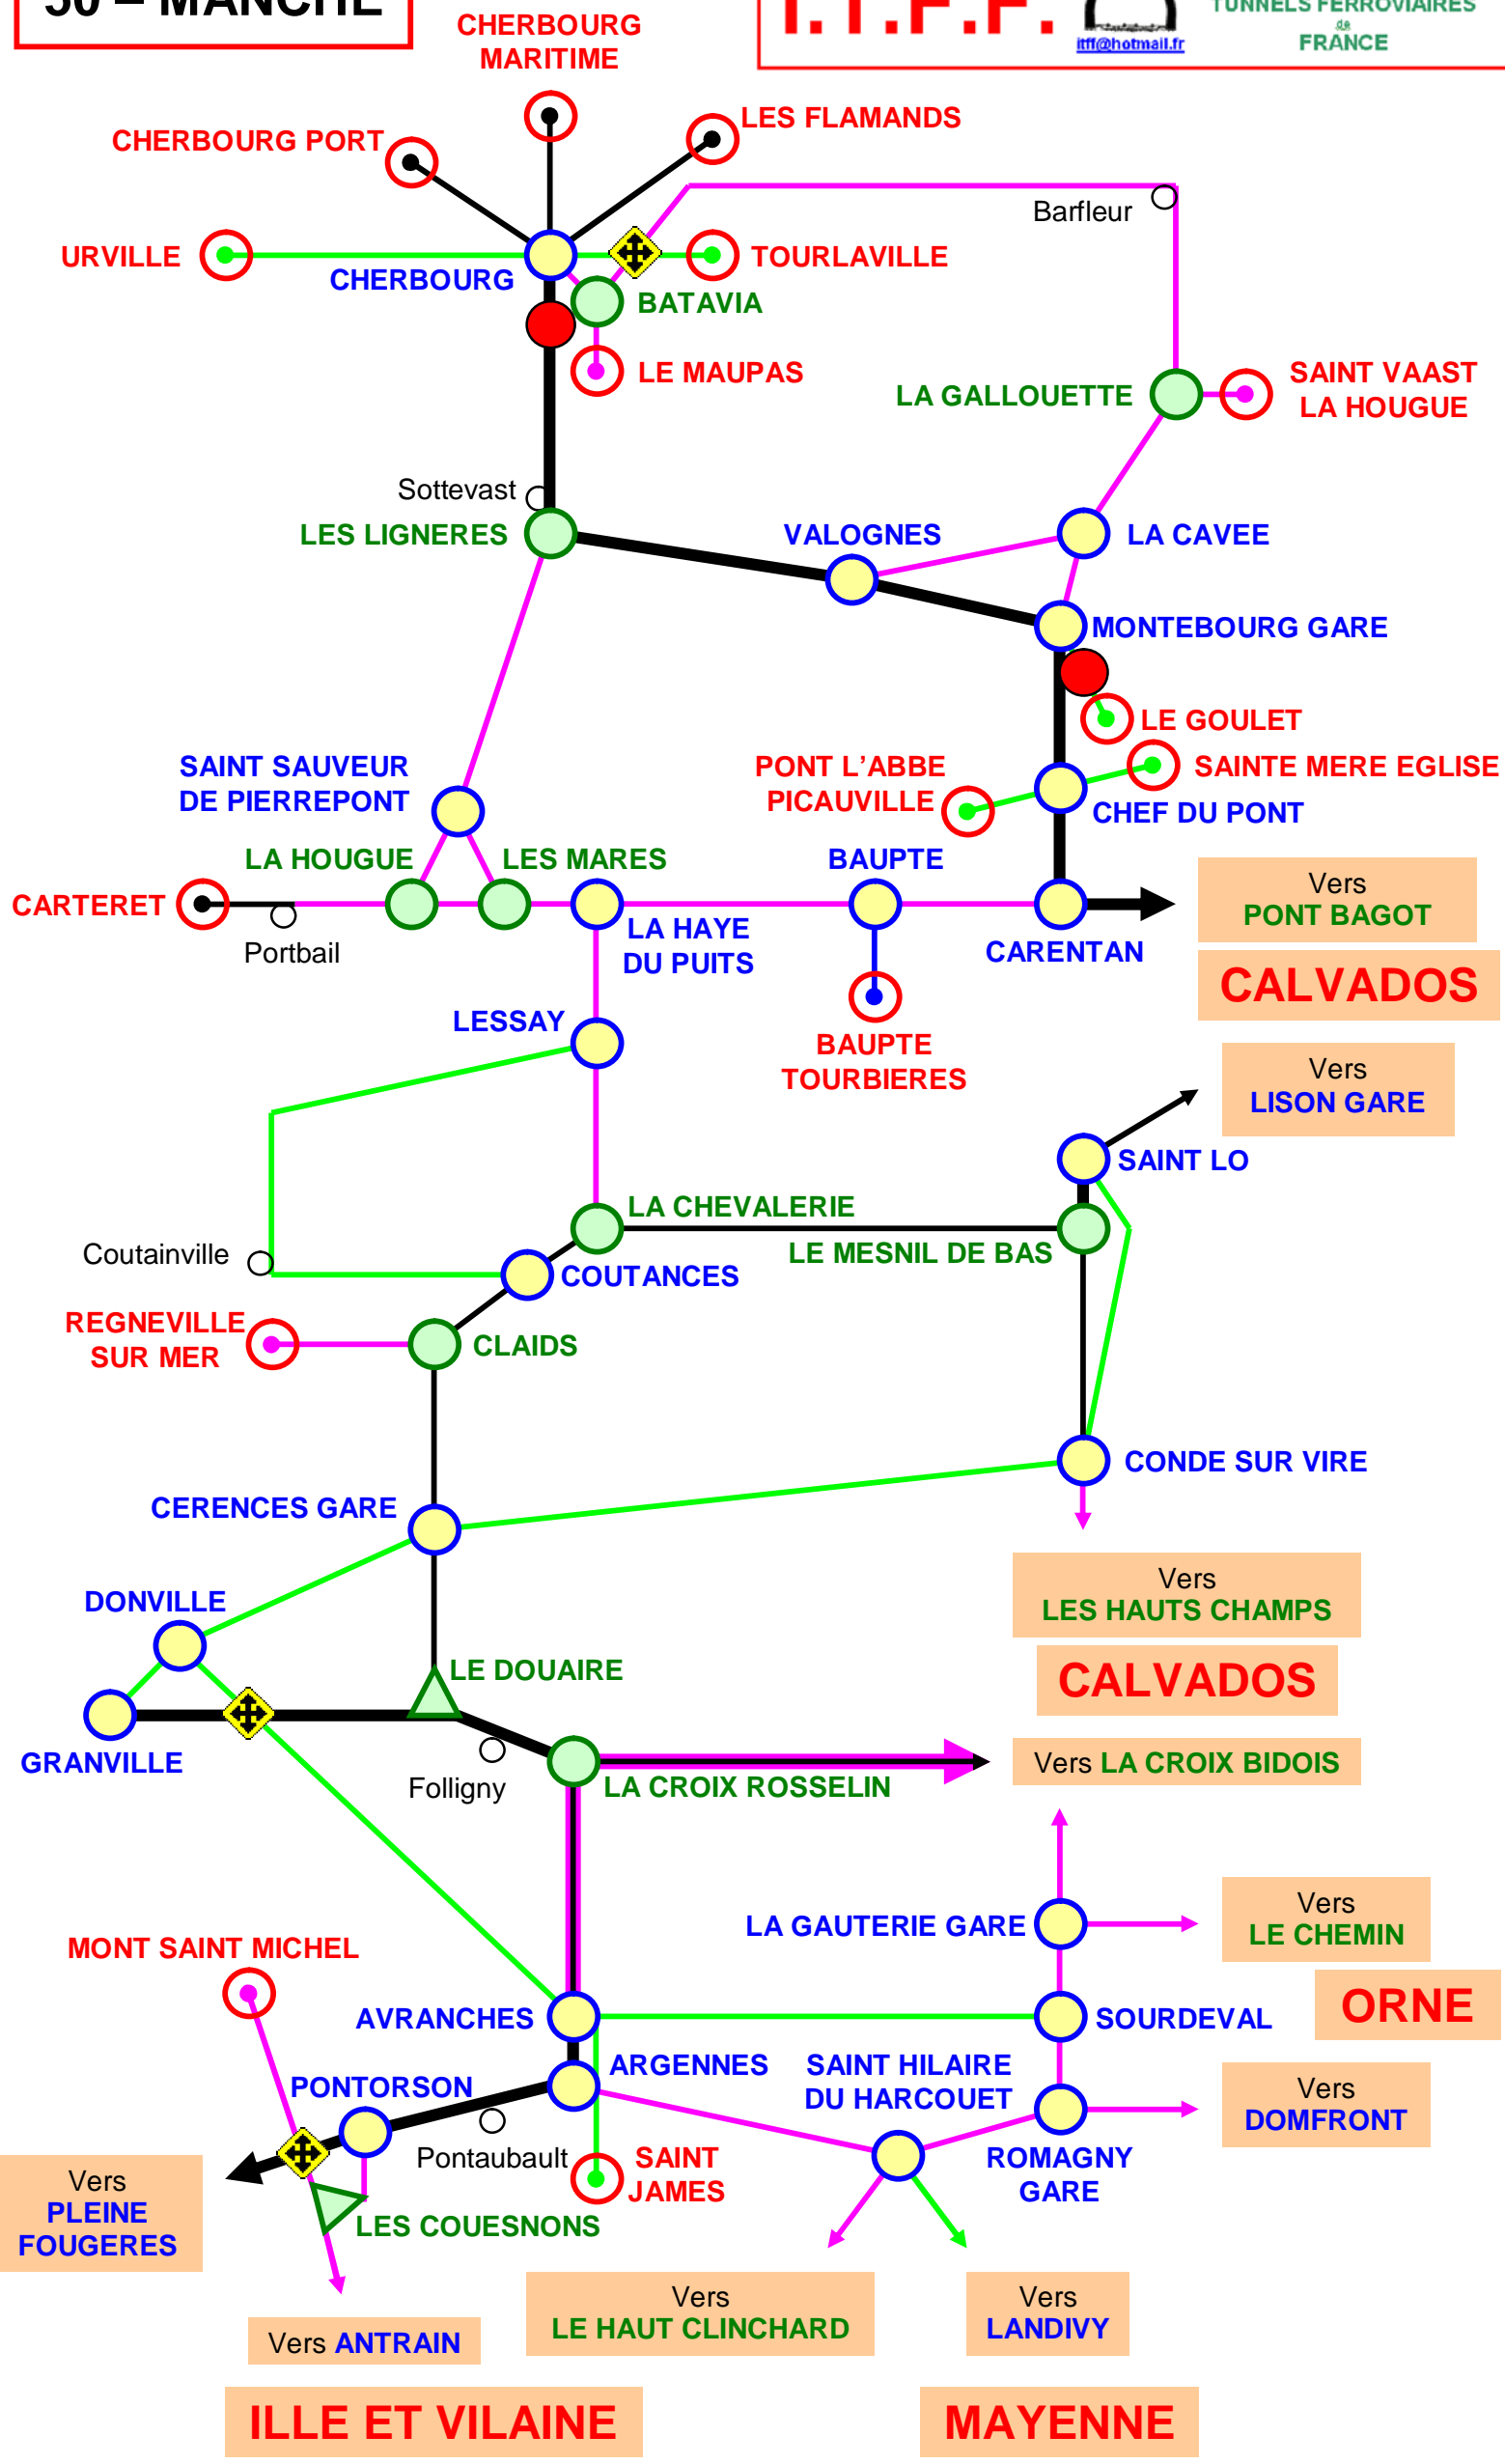 50 – MANCHE
I.T.F.F.
itff@hotmail.fr
TUNNELS FERROVIAIRES
de
FRANCE
CHERBOURG
MARITIME
LES FLAMANDS
CHERBOURG PORT
Barfleur
URVILLE
CHERBOURG
TOURLAVILLE
BATAVIA
LE MAUPAS
LA GALLOUETTE
SAINT VAAST
LA HOUGUE
Sottevast
LES LIGNERES
VALOGNES
LA CAVEE
MONTEBOURG GARE
LE GOULET
SAINT SAUVEUR
DE PIERREPONT
PONT L'ABBE
PICAUVILLE
SAINTE MERE EGLISE
CHEF DU PONT
LA HOUGUE
LES MARES
BAUPTE
CARTERET
Portbail
LA HAYE
DU PUITS
CARENTAN
Vers
PONT BAGOT
CALVADOS
LESSAY
BAUPTE
TOURBIERES
Vers
LISON GARE
SAINT LO
LA CHEVALERIE
LE MESNIL DE BAS
Coutainville
COUTANCES
REGNEVILLE
SUR MER
CLAIDS
CONDE SUR VIRE
CERENCES GARE
Vers
LES HAUTS CHAMPS
CALVADOS
DONVILLE
LE DOUAIRE
GRANVILLE
Folligny
LA CROIX ROSSELIN
Vers LA CROIX BIDOIS
LA GAUTERIE GARE
Vers
LE CHEMIN
ORNE
MONT SAINT MICHEL
AVRANCHES
SOURDEVAL
ARGENNES
SAINT HILAIRE
DU HARCOUET
Vers
DOMFRONT
PONTORSON
Pontaubault
SAINT
JAMES
ROMAGNY
GARE
Vers
PLEINE
FOUGERES
LES COUESNONS
Vers
LE HAUT CLINCHARD
Vers
LANDIVY
Vers ANTRAIN
ILLE ET VILAINE
MAYENNE